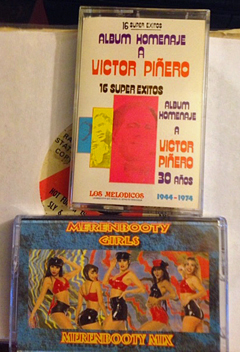 16 SUPER EXITOS
ALBUM HOMENAJE
A
VICTOR PIÑERO
16 SUPER EXITOS
ALBUM
HOMENAJE
A
VICTOR
PIÑERO
30 AÑOS
LOS MELODICOS
1944-1974
MERENBOOTY
GIRLS
MERENBOOTY MIX